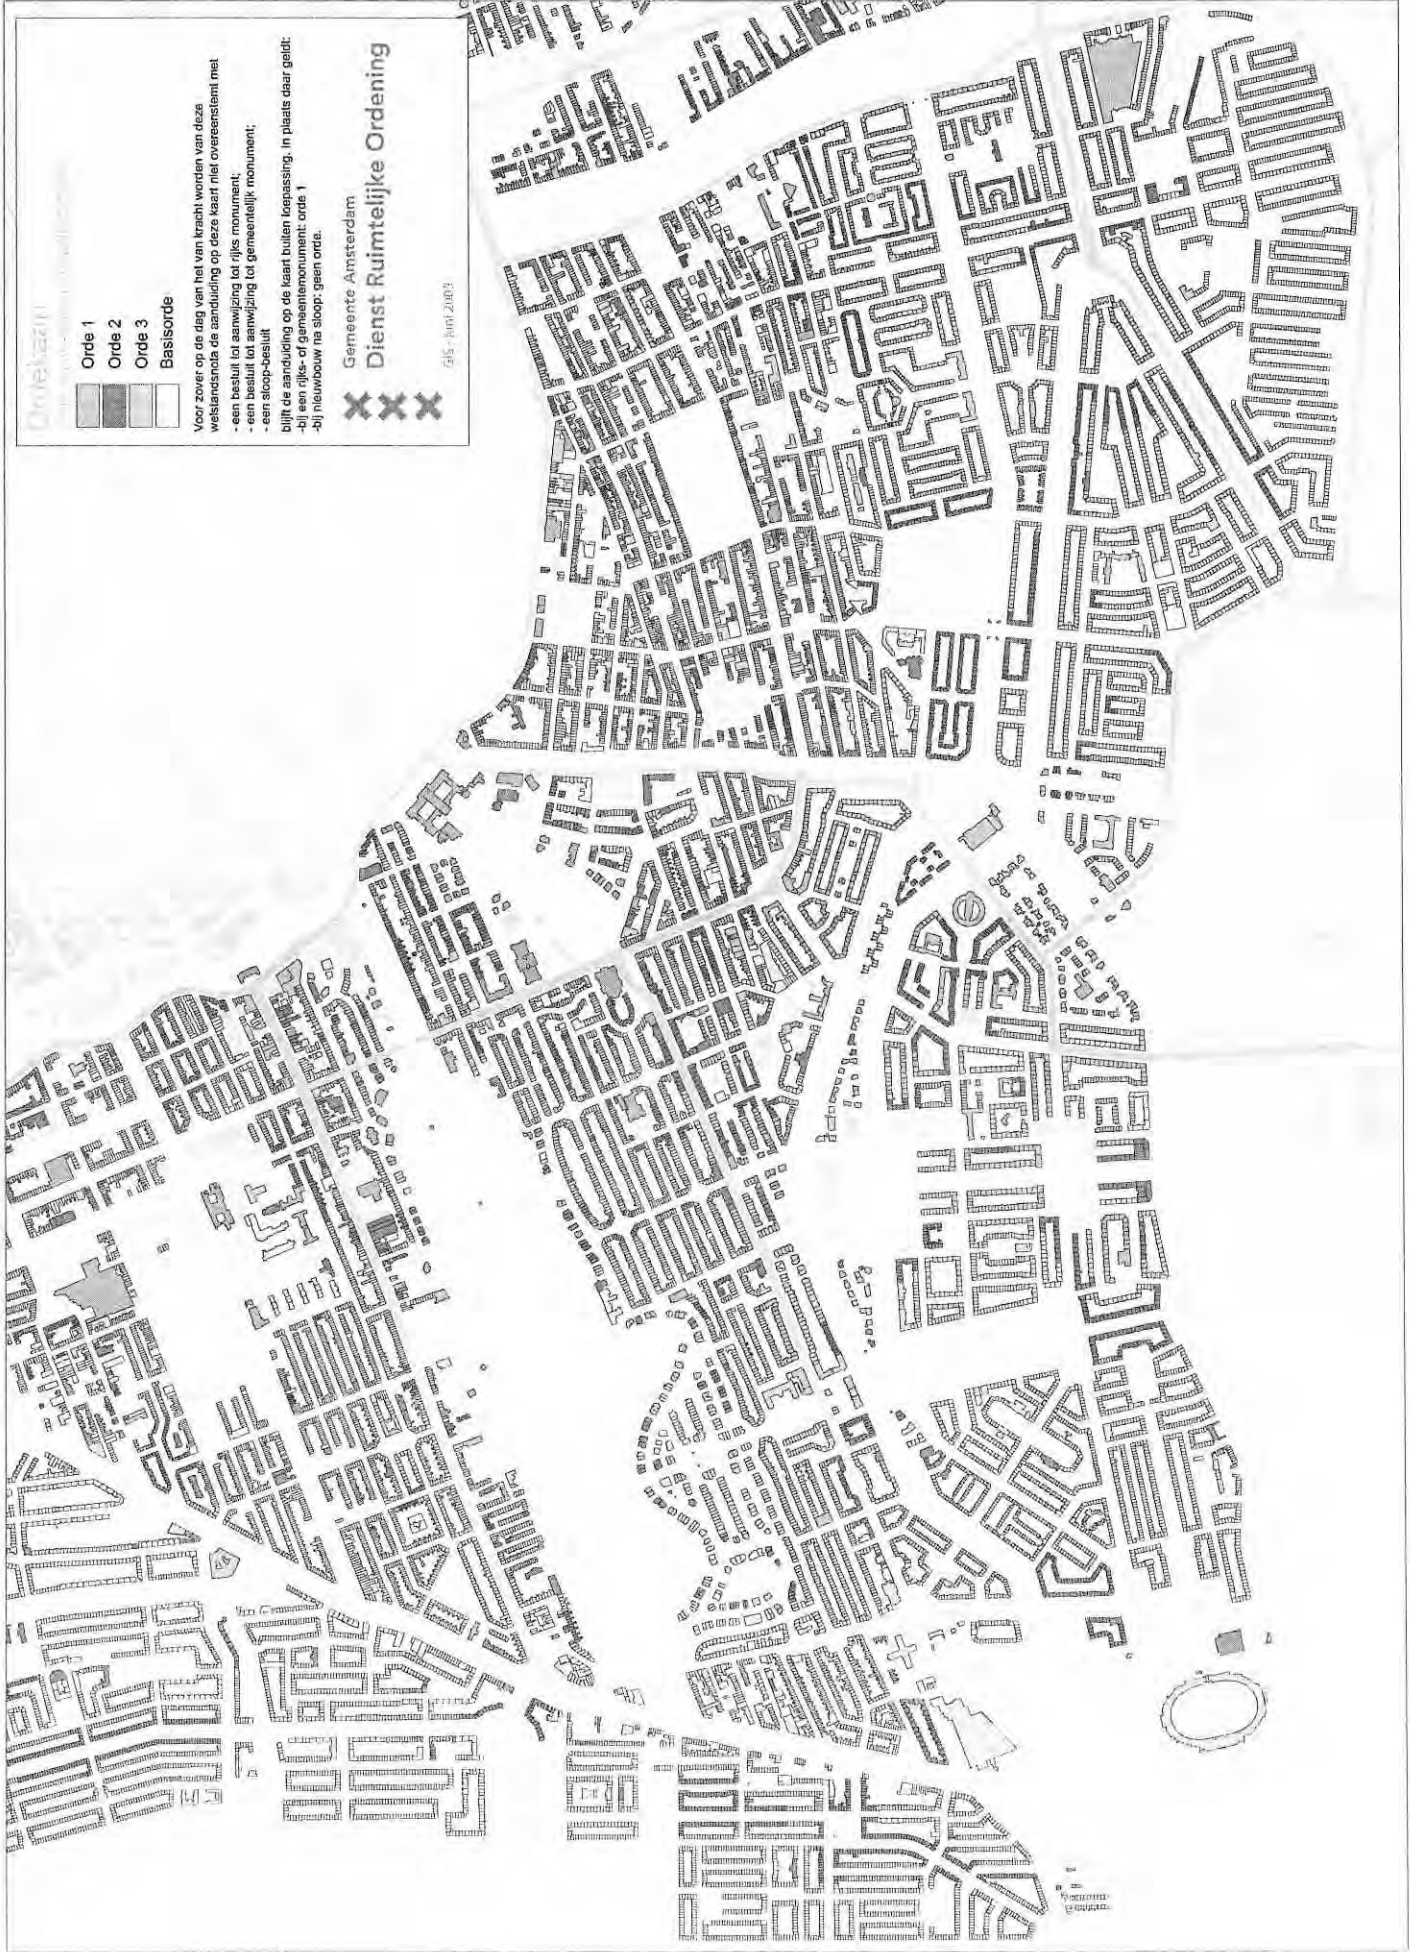 Ordekaart
Orde 1
Orde 2
Orde 3
Basisorde
Voor zover op de dag van het van kracht worden van deze
welstandsnota de aanduiding op deze kaart niet overeenstemt met
- een besluit tot aanwijzing tot rijks monument;
- een besluit tot aanwijzing tot gemeentelijk monument;
- een sloop-besluit
blijft de aanduiding op de kaart buiten toepassing. In plaats daar geldt:
-bij een rijks- of gemeentemonument: orde 1
-bij nieuwbouw na sloop: geen orde.
Gemeente Amsterdam
Dienst Ruimtelijke Ordening
GIS - juni 2003